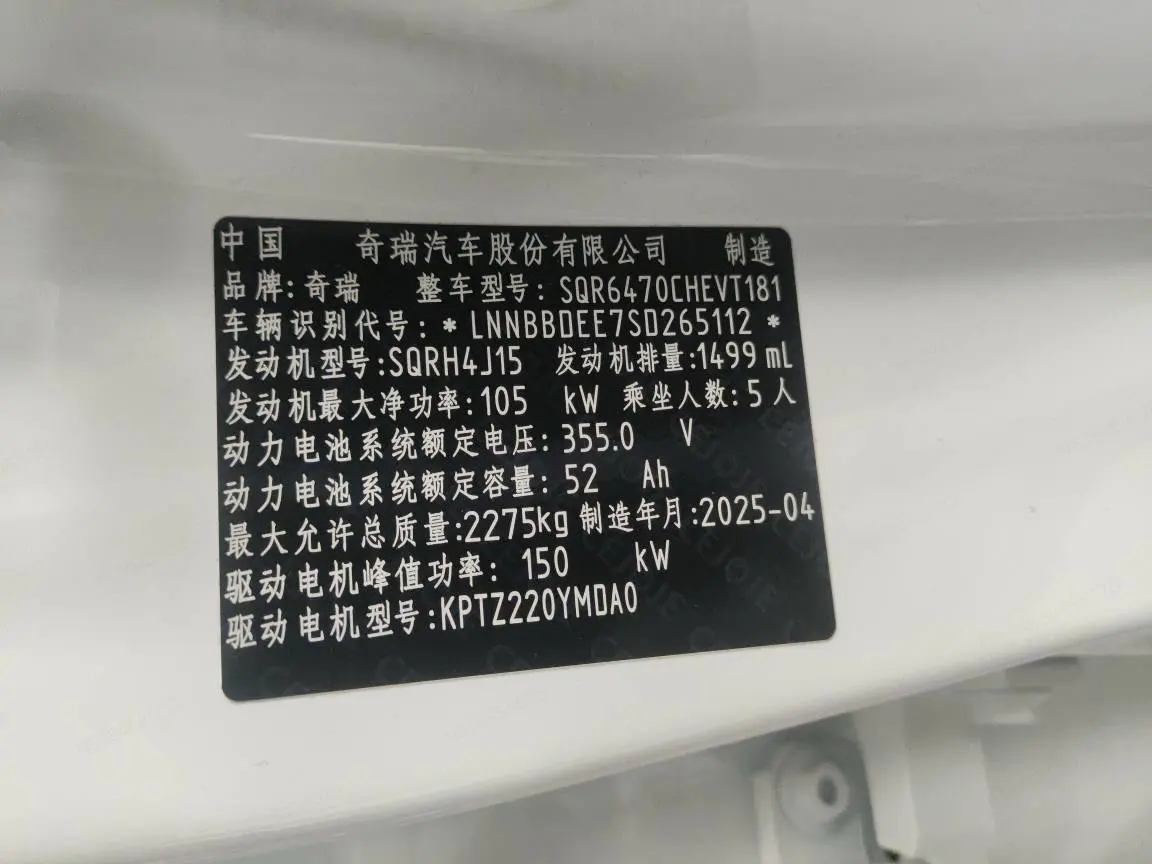 中国 奇瑞汽车股份有限公司 制造
品牌:奇瑞 整车型号: SQR6470CHEVT181
车辆识别代号: *LNNBBDEE7SD265112*
发动机型号:SQRH4J15 发动机排量:1499 mL
发动机最大净功率:105 kW 乘坐人数:5人
动力电池系统额定电压: 355.0 V
动力电池系统额定容量: 52 Ah
最大允许总质量:2275kg 制造年月:2025-04
驱动电机峰值功率: 150 kW
驱动电机型号:KPTZ220YMDA0